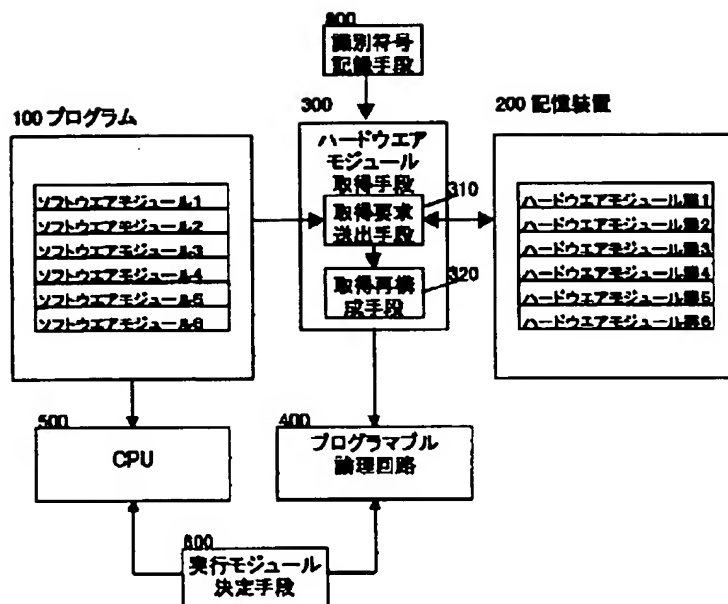 800
識別符号
記録手段
100 プログラム
ソフトウエアモジュール1
ソフトウエアモジュール2
ソフトウエアモジュール3
ソフトウエアモジュール4
ソフトウエアモジュール5
ソフトウエアモジュール6
300
ハードウエア
モジュール
取得手段
310
取得要求
送出手段
320
取得再構
成手段
200 記憶装置
ハードウエアモジュール群1
ハードウエアモジュール群2
ハードウエアモジュール群3
ハードウエアモジュール群4
ハードウエアモジュール群5
ハードウエアモジュール群6
500
CPU
400
プログラマブル
論理回路
600
実行モジュール
決定手段